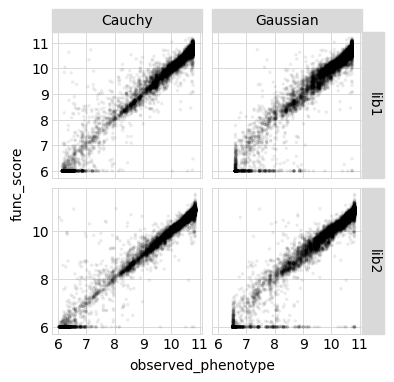 Cauchy Gaussian
11
10
9
8
7
6
lib1
func_score
10
8
6
lib2
6 7 8 9 10 11 6 7 8 9 10 11
observed_phenotype